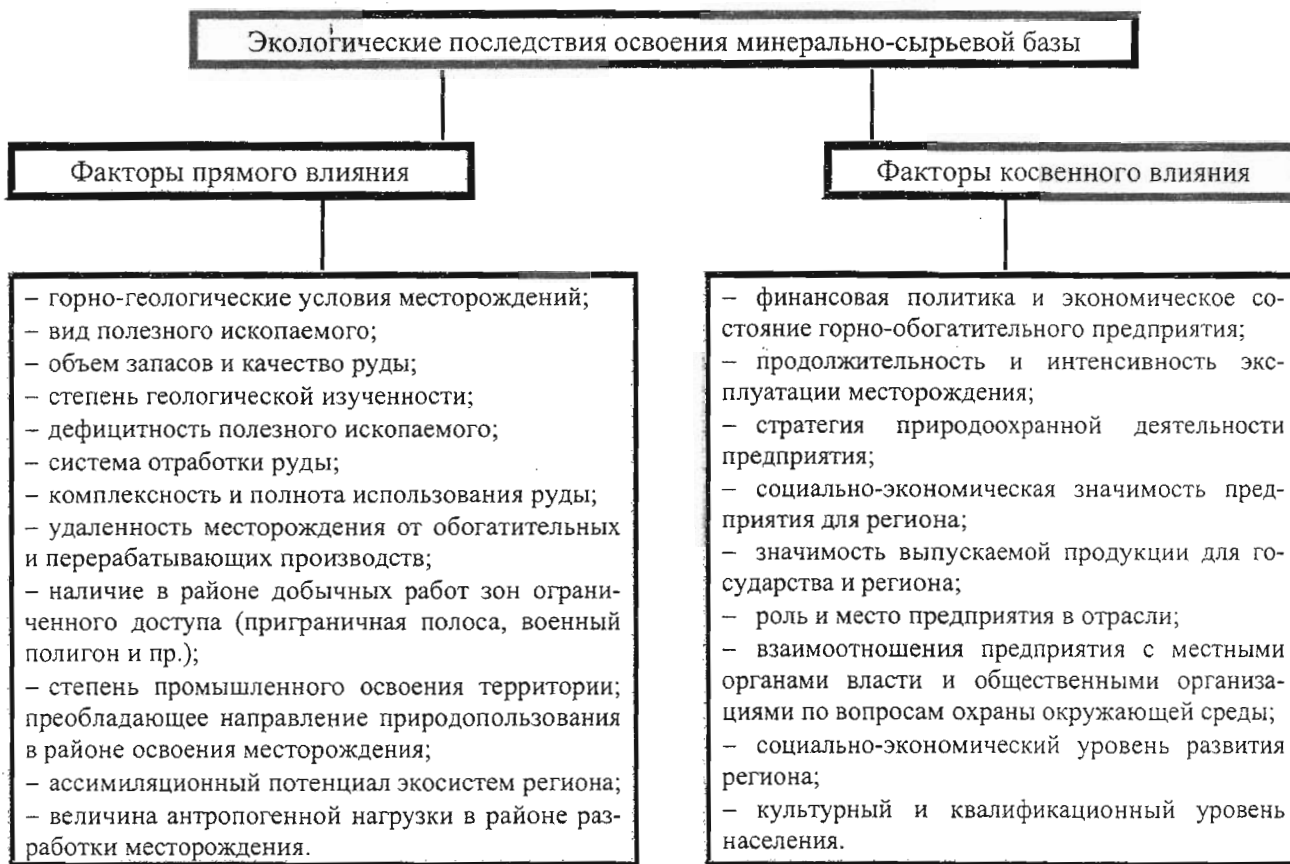 Экологические последствия освоения минерально-сырьевой базы
Факторы прямого влияния
Факторы косвенного влияния
– горно-геологические условия месторождений;
– вид полезного ископаемого;
– объем запасов и качество руды;
– степень геологической изученности;
– дефицитность полезного ископаемого;
– система отработки руды;
– комплексность и полнота использования руды;
– удаленность месторождения от обогатительных
и перерабатывающих производств;
– наличие в районе добычных работ зон ограни-
ченного доступа (приграничная полоса, военный
полигон и пр.);
– степень промышленного освоения территории;
преобладающее направление природопользования
в районе освоения месторождения;
– ассимиляционный потенциал экосистем региона;
– величина антропогенной нагрузки в районе раз-
работки месторождения.
– финансовая политика и экономическое со-
стояние горно-обогатительного предприятия;
– продолжительность и интенсивность экс-
плуатации месторождения;
– стратегия природоохранной деятельности
предприятия;
– социально-экономическая значимость пред-
приятия для региона;
– значимость выпускаемой продукции для го-
сударства и региона;
– роль и место предприятия в отрасли;
– взаимоотношения предприятия с местными
органами власти и общественными организа-
циями по вопросам охраны окружающей среды;
– социально-экономический уровень развития
региона;
– культурный и квалификационный уровень
населения.